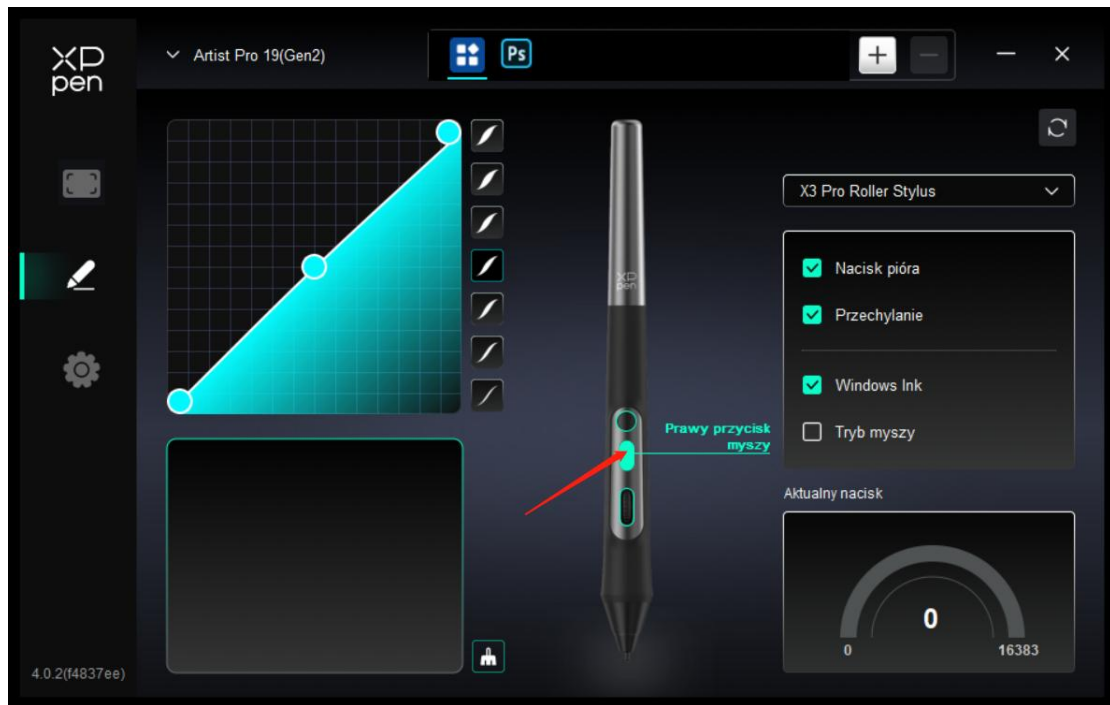 XP
pen
Artist Pro 19(Gen2)
Ps
X3 Pro Roller Stylus
Nacisk pióra
Przechylanie
Windows Ink
Tryb myszy
XP
pen
Prawy przycisk
myszy
Aktualny nacisk
0
0
16383
4.0.2(f4837ee)